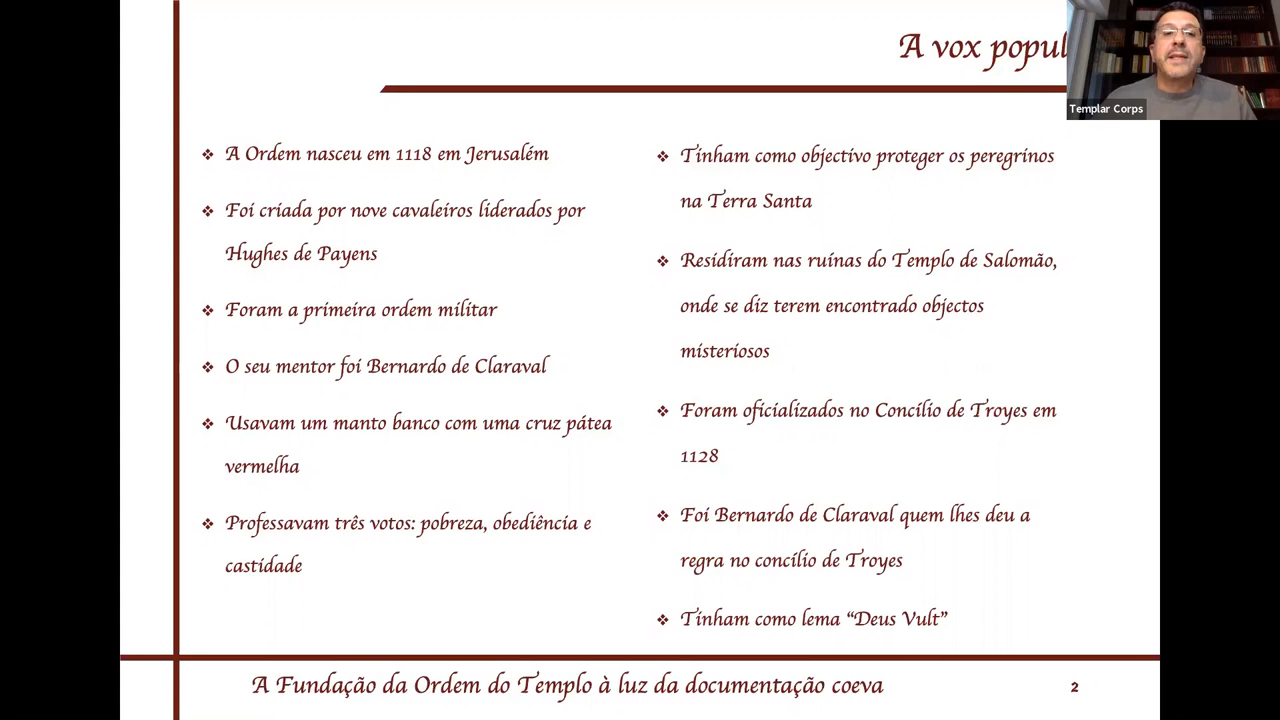 A vox popul
Templar Corps
A Ordem nasceu em 1118 em Jerusalém
Foi criada por nove cavaleiros liderados por
Hughes de Payens
Foram a primeira ordem militar
O seu mentor foi Bernardo de Claraval
Usavam um manto banco com uma cruz pátea
vermelha
Professavam três votos: pobreza, obediência e
castidade
Tinham como objectivo proteger os peregrinos
na Terra Santa
Residiram nas ruínas do Templo de Salomão,
onde se diz terem encontrado objectos
misteriosos
Foram oficializados no Concílio de Troyes em
1128
Foi Bernardo de Claraval quem lhes deu a
regra no concílio de Troyes
Tinham como lema “Deus Vult”
A Fundação da Ordem do Templo à luz da documentação coeva
2